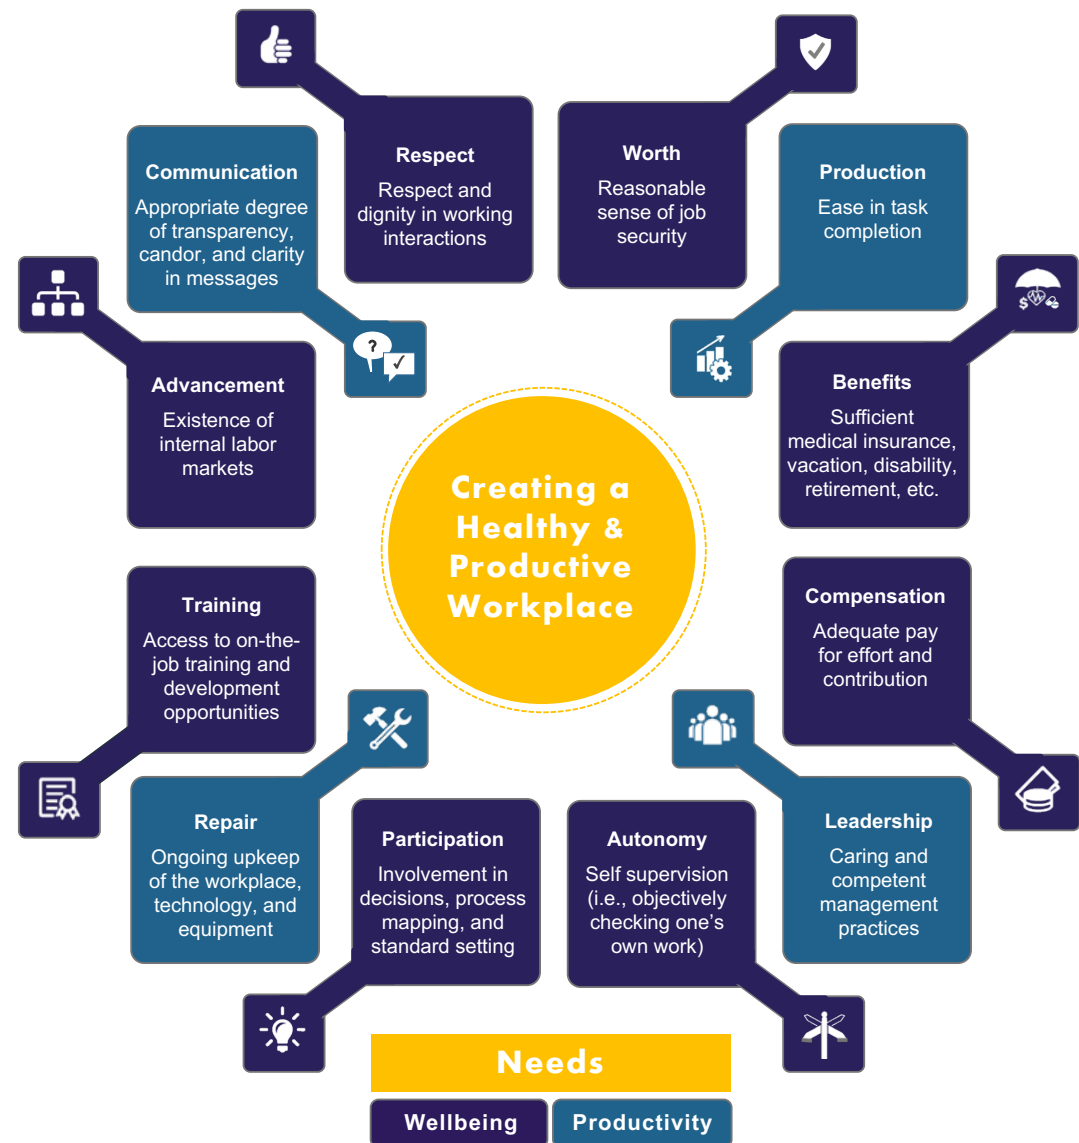 Respect
Respect and
dignity in working
interactions
Worth
Reasonable
sense of job
security
Communication
Appropriate degree
of transparency,
candor, and clarity
in messages
Production
Ease in task
completion
?
$
Advancement
Existence of
internal labor
markets
Benefits
Sufficient
medical insurance,
vacation, disability,
retirement, etc.
Creating a
Healthy &
Productive
Workplace
Training
Access to on-the-
job training and
development
opportunities
Compensation
Adequate pay
for effort and
contribution
Repair
Ongoing upkeep
of the workplace,
technology, and
equipment
Participation
Involvement in
decisions, process
mapping, and
standard setting
Autonomy
Self supervision
(i.e., objectively
checking one’s
own work)
Leadership
Caring and
competent
management
practices
Needs
Wellbeing
Productivity